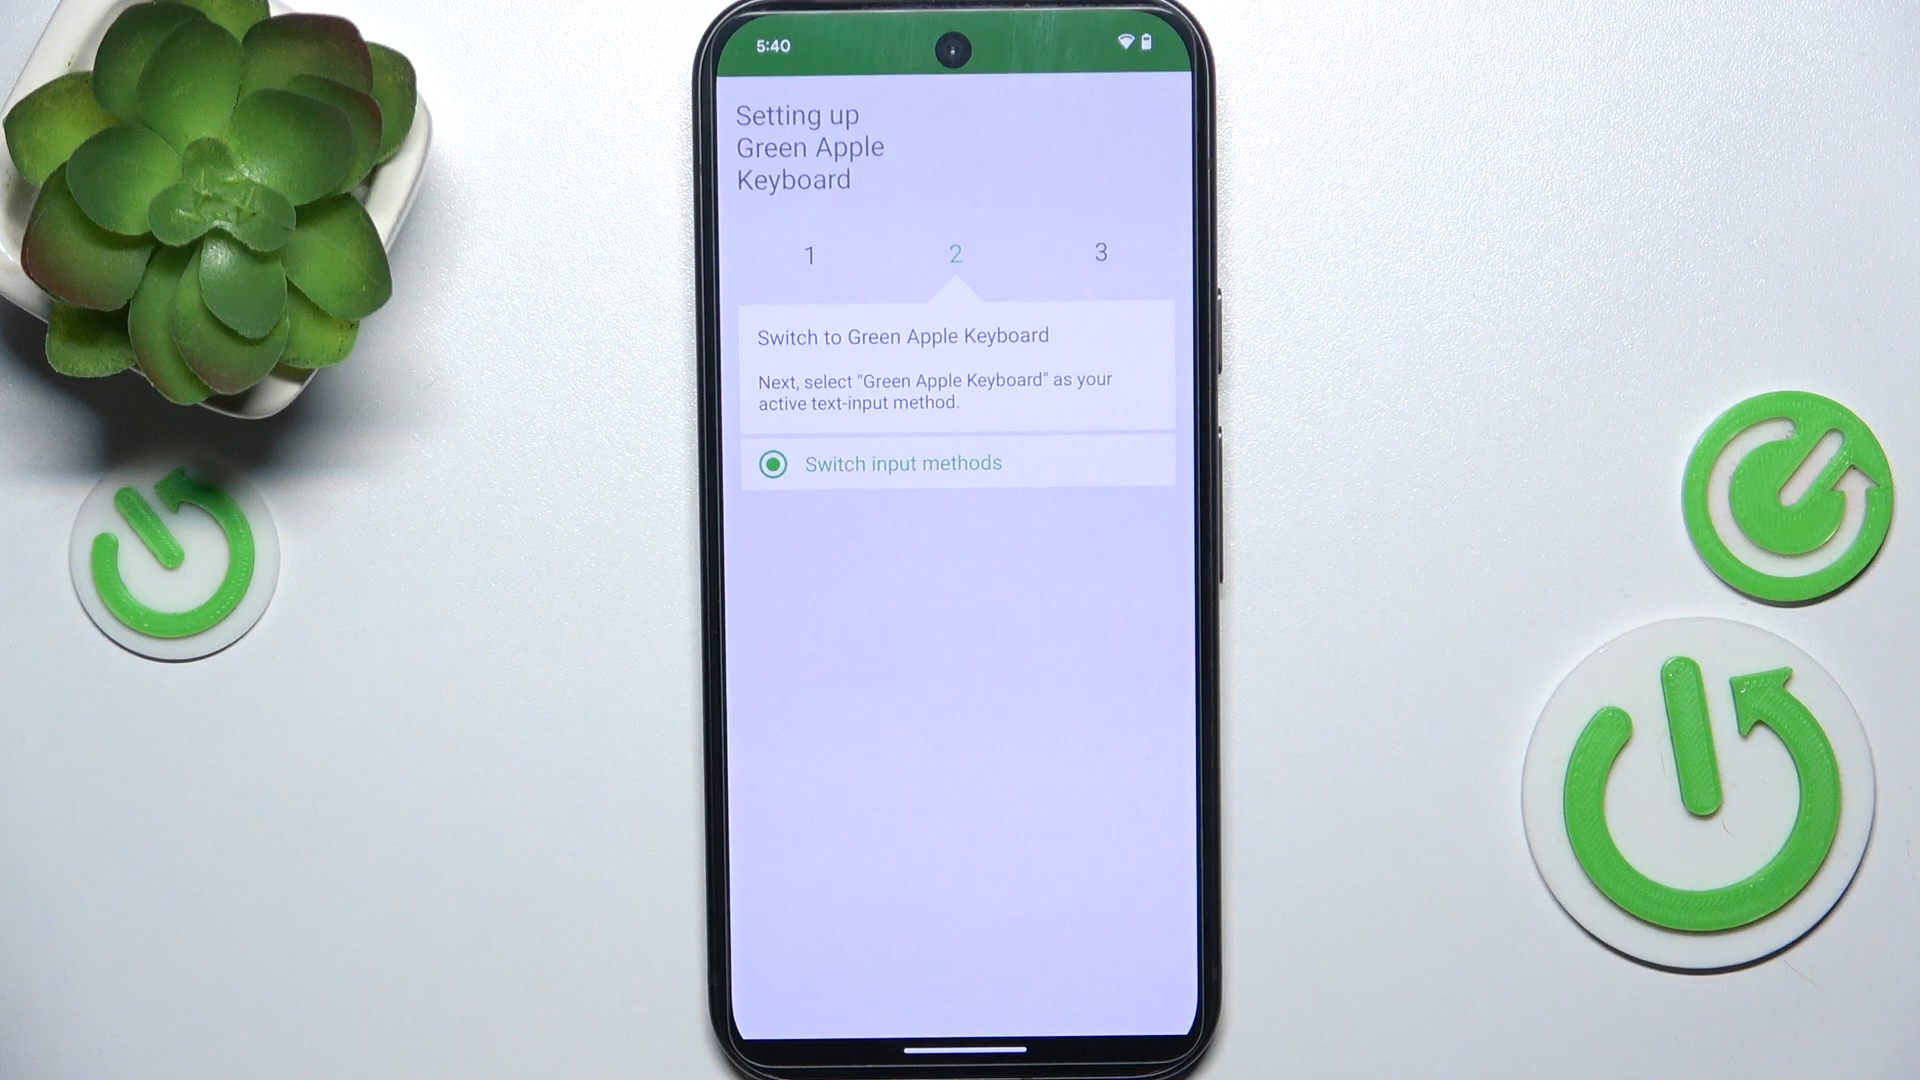 5:40
Setting up
Green Apple
Keyboard
1 2 3
Switch to Green Apple Keyboard
Next, select "Green Apple Keyboard" as your
active text-input method.
Switch input methods